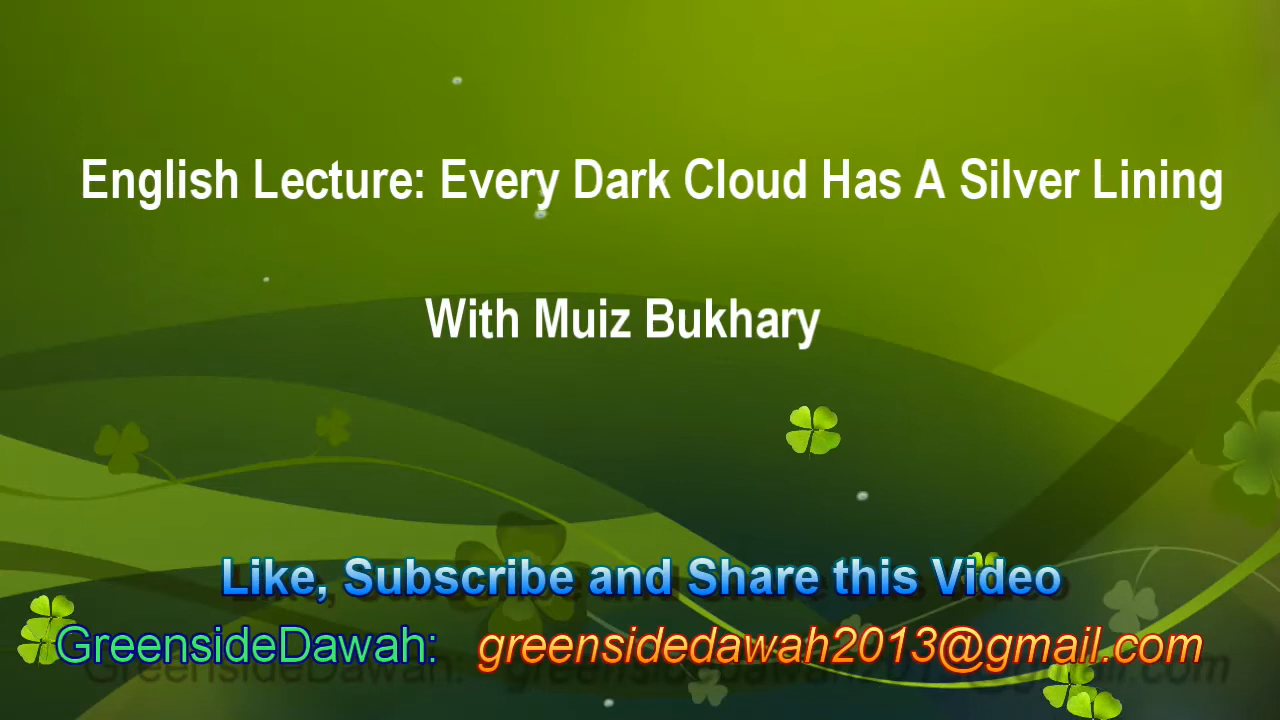 English Lecture: Every Dark Cloud Has A Silver Lining
With Muiz Bukhary
Like, Subscribe and Share this Video
GreensideDawah: greensidedawah2013@gmail.com